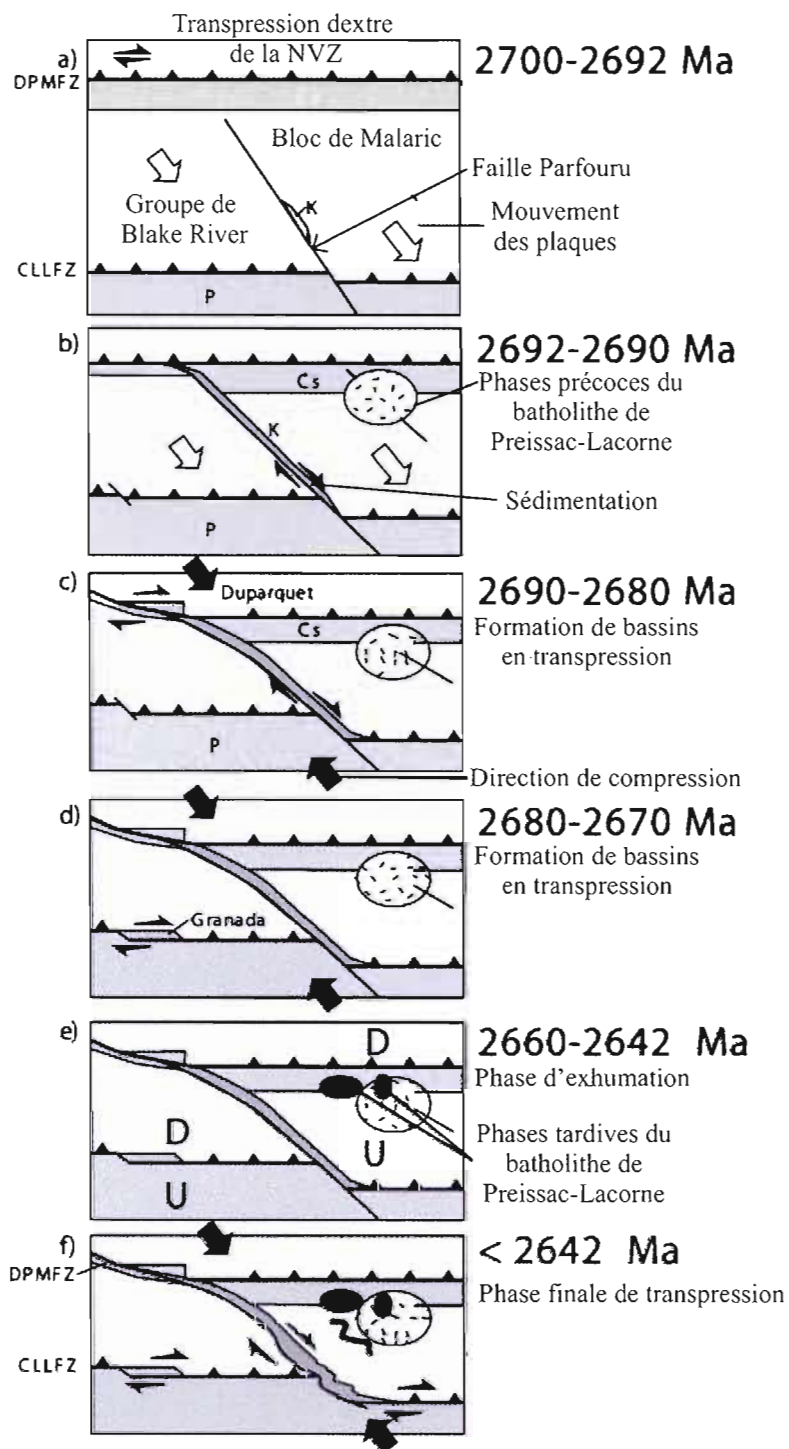 Transpression dextre
de la NVZ
a)
2700-2692 Ma
DPMFZ
Bloc de Malaric
Faille Parfouru
K
Groupe de
Blake River
Mouvement
des plaques
CLLFZ
P
b)
2692-2690 Ma
Cs
Phases précoces du
batholithe de
Preissac-Lacorne
K
Sédimentation
P
c)
Duparquet
2690-2680 Ma
Cs
Formation de bassins
en transpression
P
Direction de compression
d)
2680-2670 Ma
Formation de bassins
en transpression
Granada
e)
D
2660-2642 Ma
Phase d'exhumation
D
U
Phases tardives du
batholithe de
Preissac-Lacorne
U
f)
< 2642 Ma
DPMFZ
Phase finale de transpression
CLLFZ